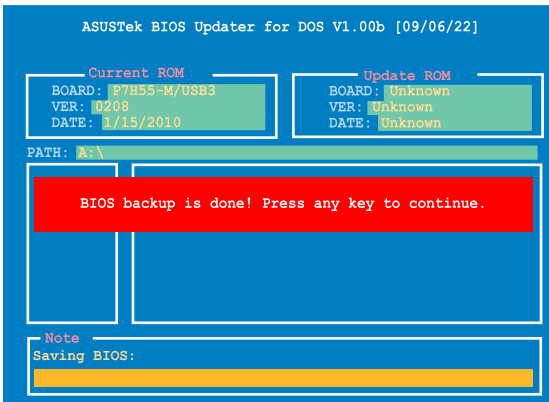 ASUSTek BIOS Updater for DOS V1.00b [09/06/22]
Current ROM
BOARD: P7H55-M/USB3
VER: 0208
DATE: 1/15/2010
Update ROM
BOARD: Unknown
VER: Unknown
DATE: Unknown
PATH: A:\
BIOS backup is done! Press any key to continue.
Note
Saving BIOS: